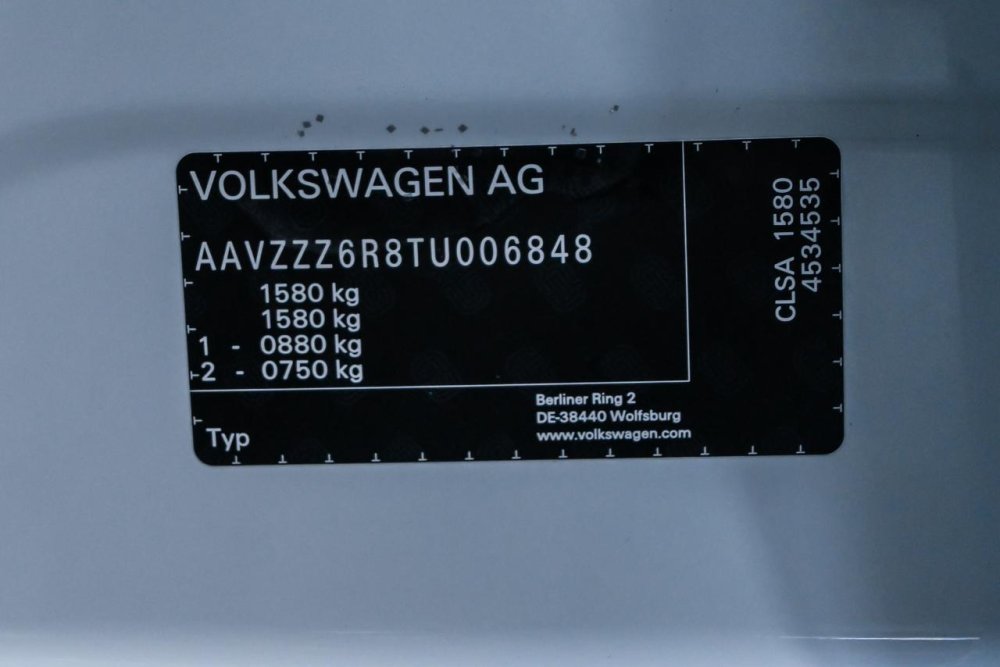 VOLKSWAGEN AG
AAVZZZ6R8TU006848
1580 kg
1580 kg
1 - 0880 kg
2 - 0750 kg
Typ
Berliner Ring 2
DE-38440 Wolfsburg
www.volkswagen.com
CLSA 1580
4534535